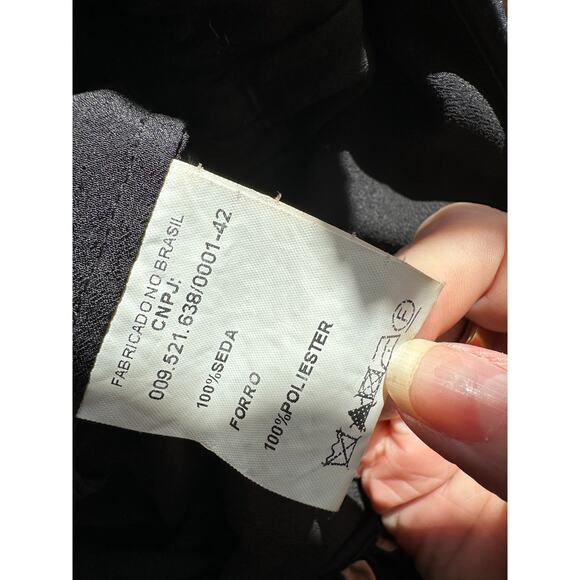 FABRICADO NO BRASIL
CNPJ:
009.521.638/0001-42
100%SEDA
FORRO
100%POLIESTER